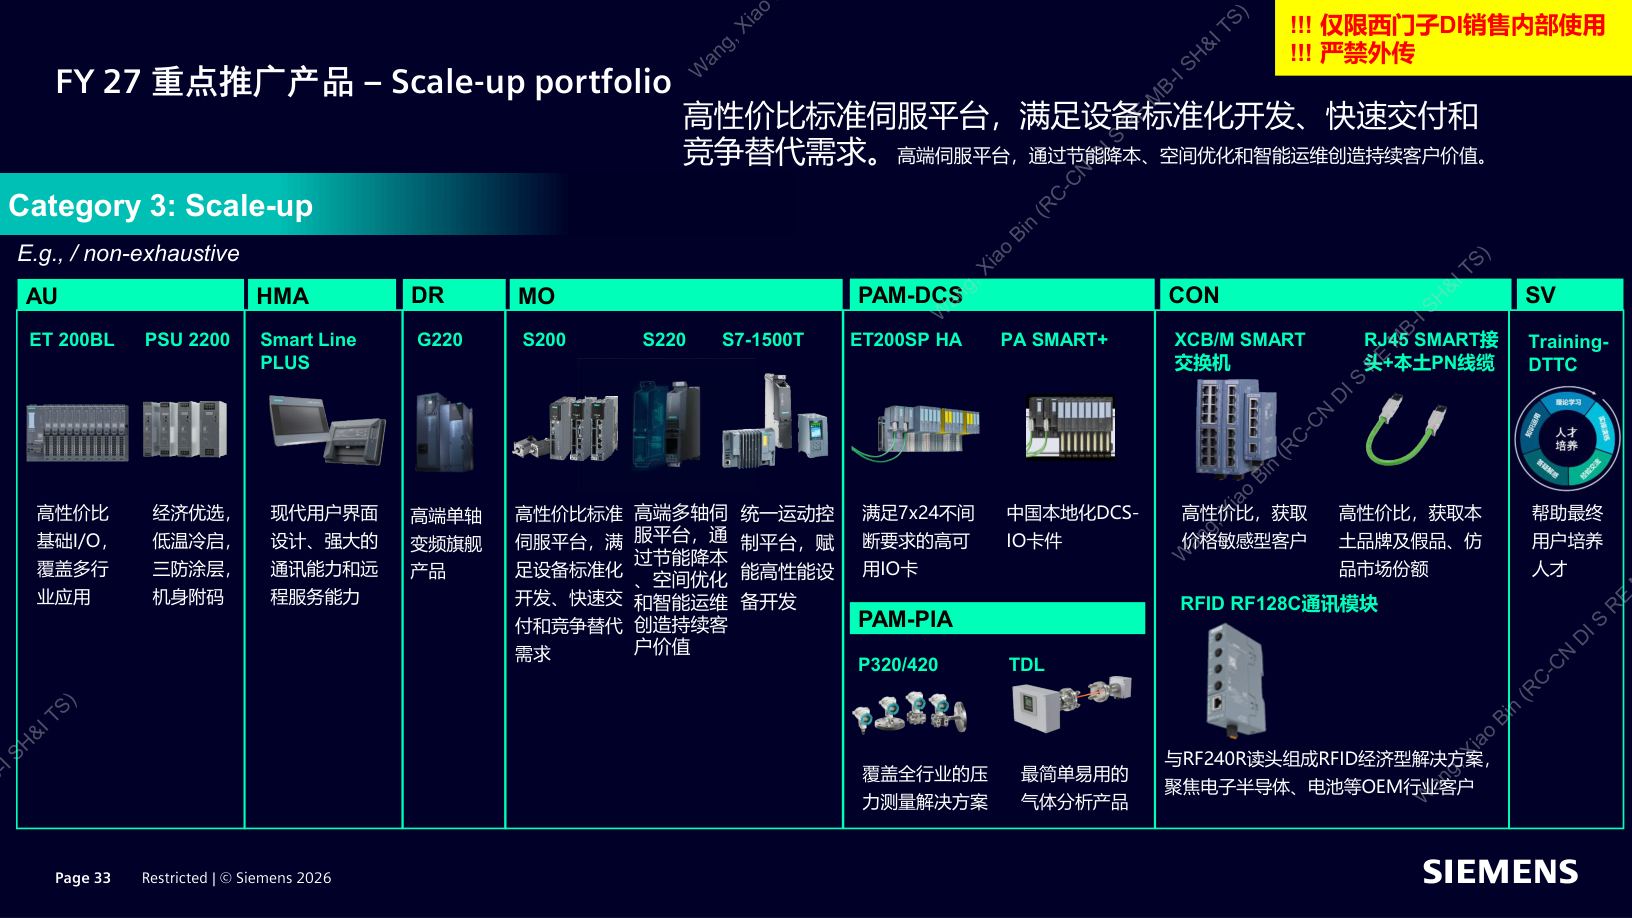 !!! 仅限西门子DI销售内部使用
!!! 严禁外传
FY 27 重点推广产品 – Scale-up portfolio
高性价比标准伺服平台，满足设备标准化开发、快速交付和
竞争替代需求。高端伺服平台，通过节能降本、空间优化和智能运维创造持续客户价值。
Category 3: Scale-up
E.g., / non-exhaustive
AU
ET 200BL
PSU 2200
高性价比
基础I/O，
覆盖多行
业应用
经济优选，
低温冷启，
三防涂层，
机身附码
HMA
Smart Line
PLUS
现代用户界面
设计、强大的
通讯能力和远
程服务能力
DR
G220
高端单轴
变频旗舰
产品
MO
S200
S220
S7-1500T
高性价比标准
伺服平台，满
足设备标准化
开发、快速交
付和竞争替代
需求
高端多轴伺
服平台，通
过节能降本
、空间优化
和智能运维
创造持续客
户价值
统一运动控
制平台，赋
能高性能设
备开发
PAM-DCS
ET200SP HA
PA SMART+
满足7x24不间
断要求的高可
用IO卡
中国本地化DCS-
IO卡件
PAM-PIA
P320/420
TDL
覆盖全行业的压
力测量解决方案
最简单易用的
气体分析产品
CON
XCB/M SMART
交换机
RJ45 SMART接
头+本土PN线缆
高性价比，获取
价格敏感型客户
高性价比，获取本
土品牌及假品、仿
品市场份额
RFID RF128C通讯模块
与RF240R读头组成RFID经济型解决方案，
聚焦电子半导体、电池等OEM行业客户
SV
Training-
DTTC
理论学习
人才
培养
帮助最终
用户培养
人才
Page 33
Restricted | © Siemens 2026
SIEMENS